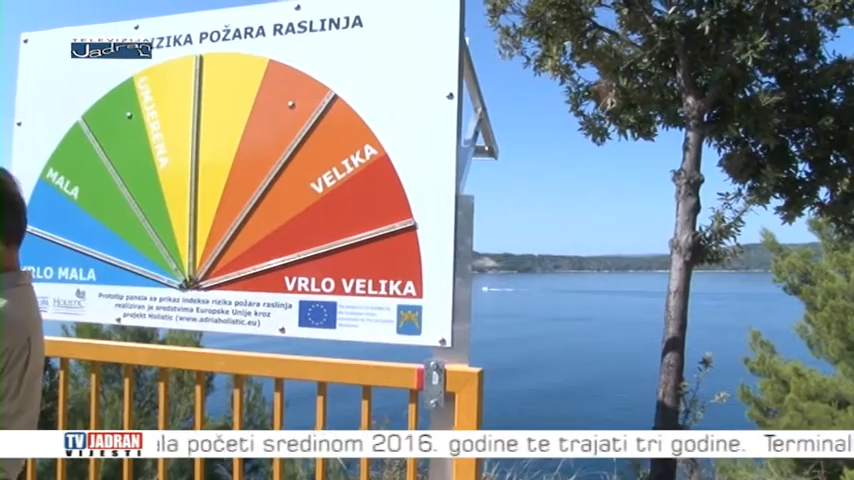 TELEVIZIJA
Jadran
RIZIKA POŽARA RASLINJA
UMJERENA
MALA
VELIKA
VRLO MALA
VRLO VELIKA
HOLISTIC
Prototip panela za prikaz indeksa rizika požara raslinja
realiziran je sredstvima Europske Unije kroz
projekt Holistic (www.adriaholistic.eu)
TV JADRAN
VIJESTI
ala početi sredinom 2016. godine te trajati tri godine. Terminal